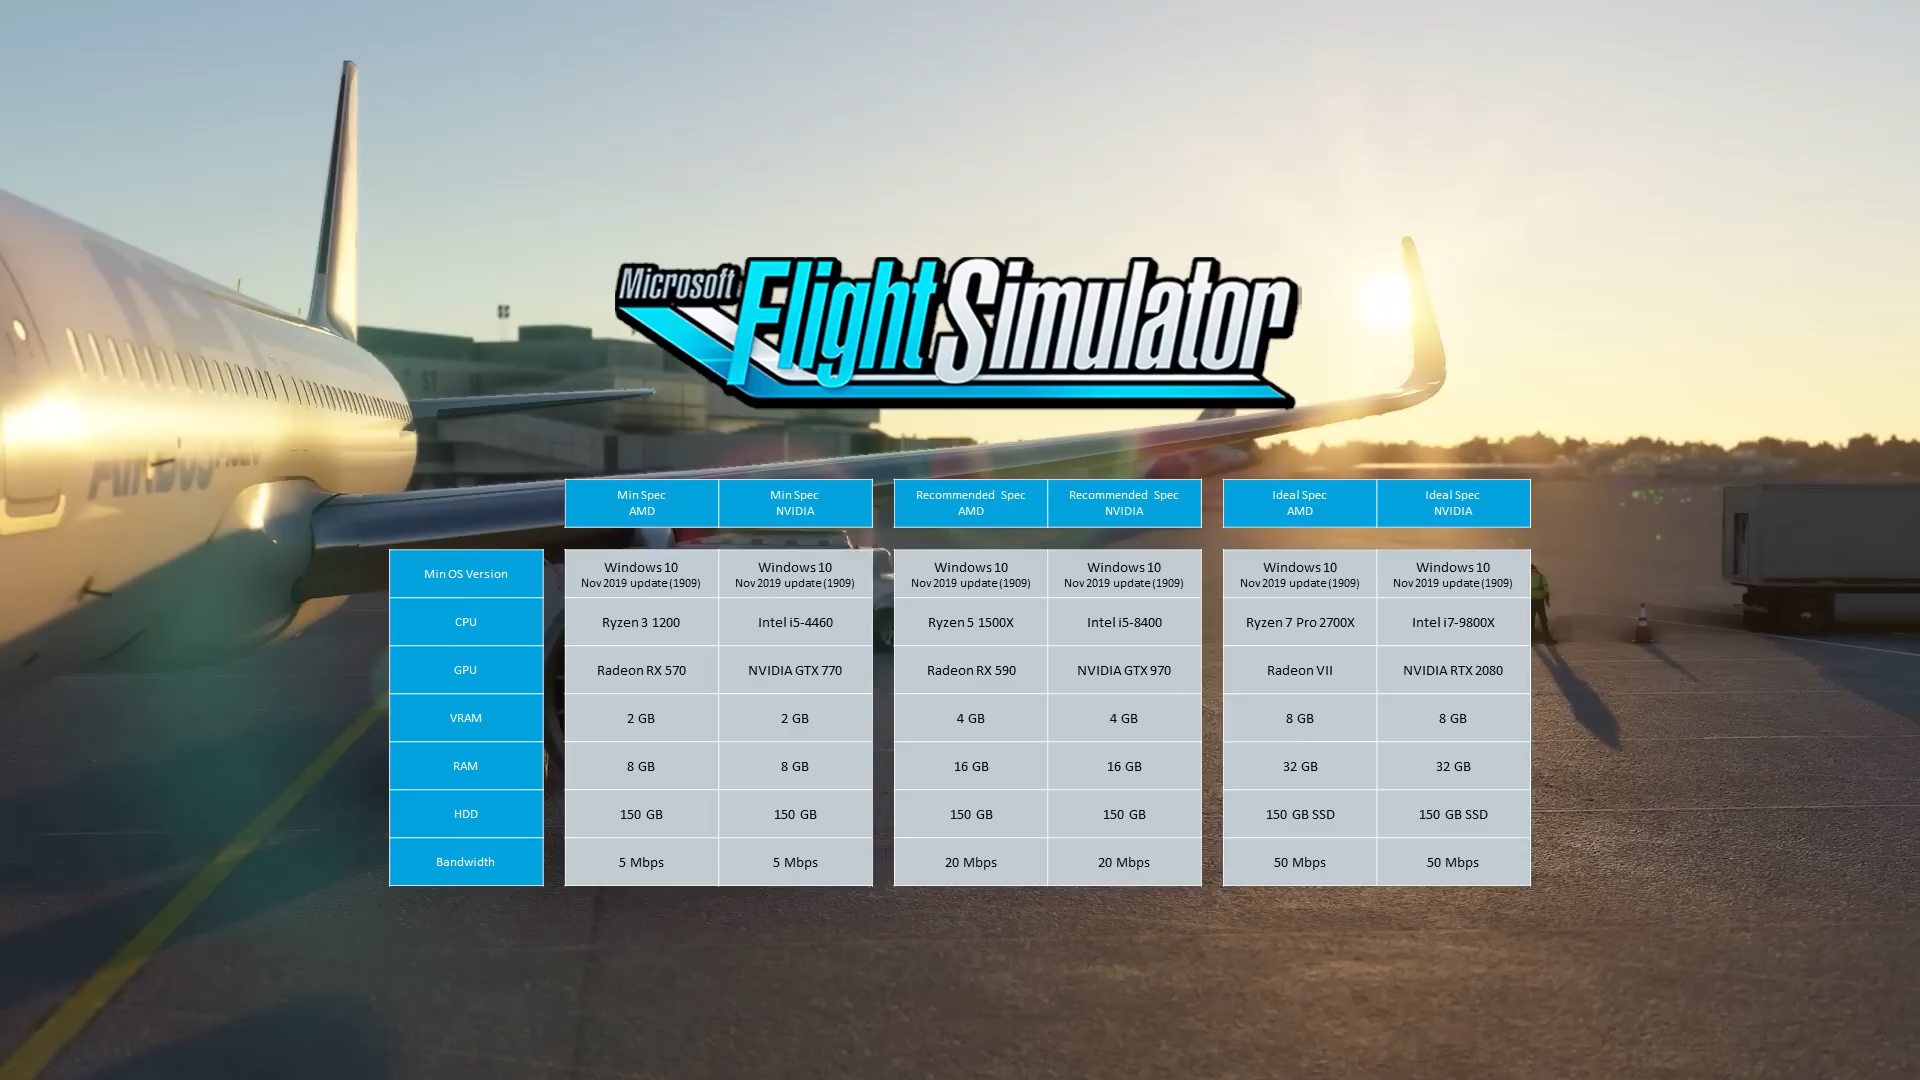 Microsoft Flight Simulator
AIRBUS
Min Spec AMD
Min Spec NVIDIA
Recommended Spec AMD
Recommended Spec NVIDIA
Ideal Spec AMD
Ideal Spec NVIDIA
Min OS Version
Windows 10 Nov 2019 update (1909)
Windows 10 Nov 2019 update (1909)
Windows 10 Nov 2019 update (1909)
Windows 10 Nov 2019 update (1909)
Windows 10 Nov 2019 update (1909)
Windows 10 Nov 2019 update (1909)
CPU
Ryzen 3 1200
Intel i5-4460
Ryzen 5 1500X
Intel i5-8400
Ryzen 7 Pro 2700X
Intel i7-9800X
GPU
Radeon RX 570
NVIDIA GTX 770
Radeon RX 590
NVIDIA GTX 970
Radeon VII
NVIDIA RTX 2080
VRAM
2 GB
2 GB
4 GB
4 GB
8 GB
8 GB
RAM
8 GB
8 GB
16 GB
16 GB
32 GB
32 GB
HDD
150 GB
150 GB
150 GB
150 GB
150 GB SSD
150 GB SSD
Bandwidth
5 Mbps
5 Mbps
20 Mbps
20 Mbps
50 Mbps
50 Mbps